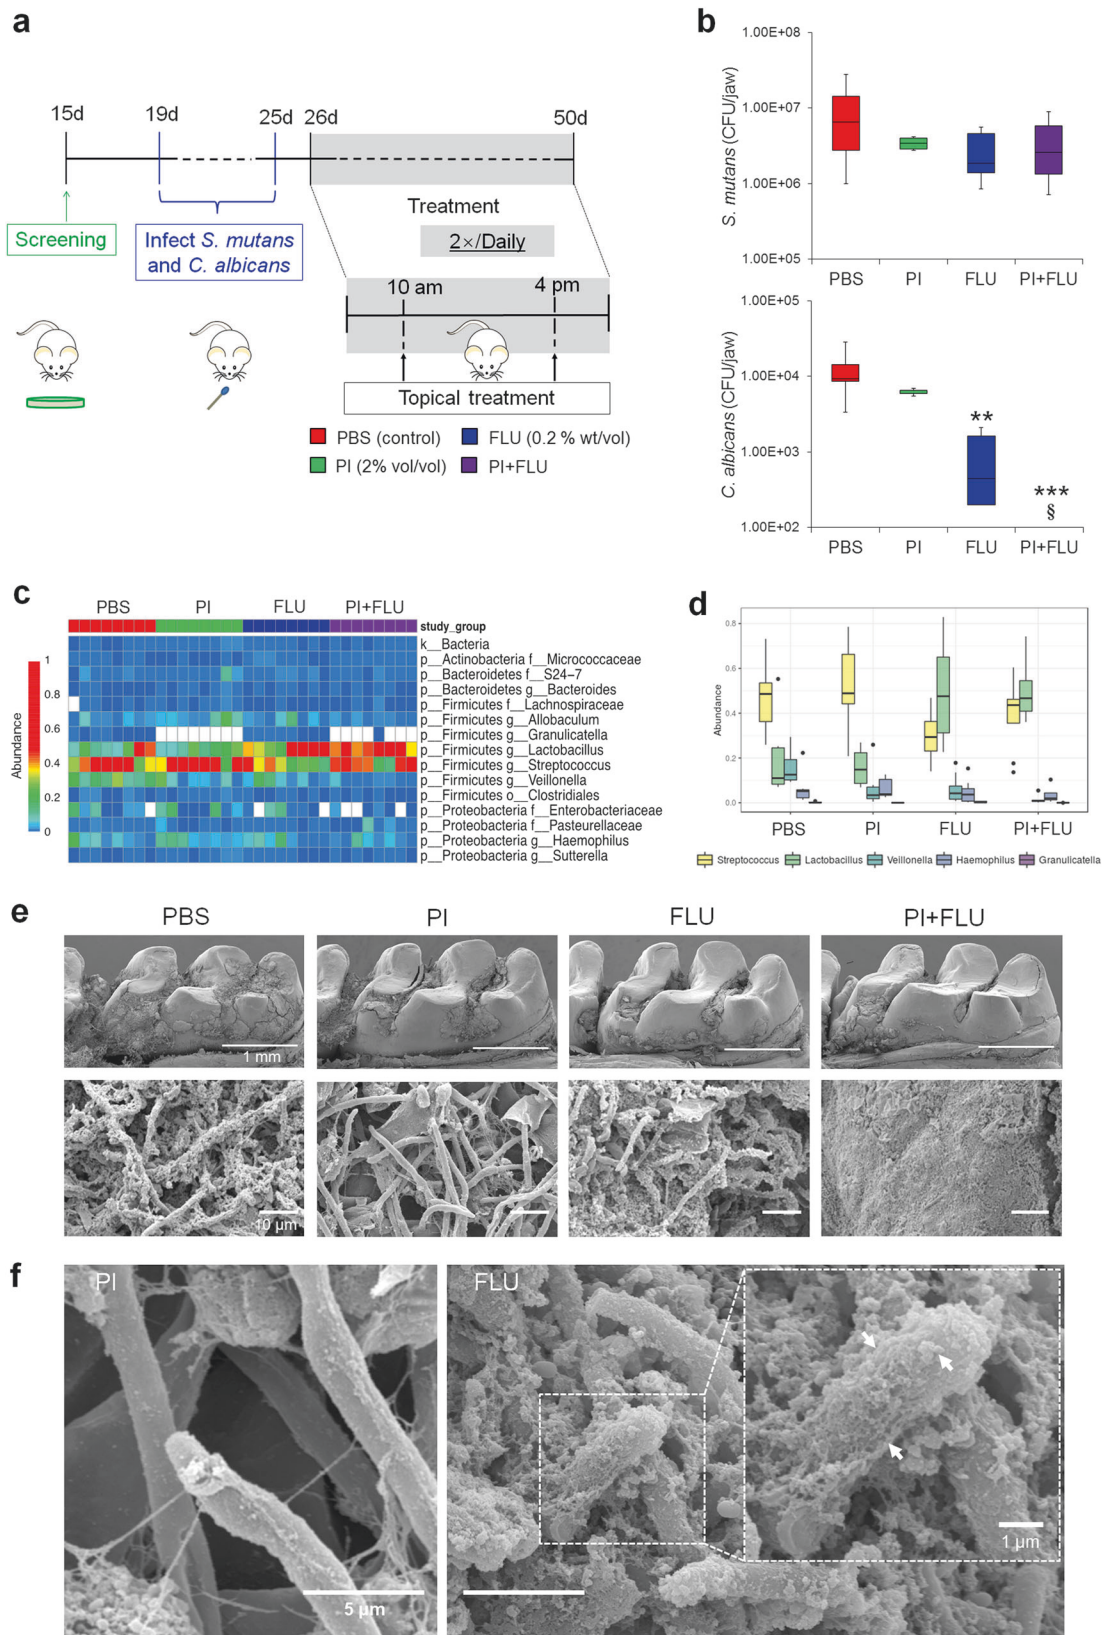 a
15d
19d
25d
26d
50d
Screening
Infect S. mutans
and C. albicans
Treatment
2×/Daily
10 am
4 pm
Topical treatment
PBS (control)
FLU (0.2 % wt/vol)
PI (2% vol/vol)
PI+FLU
b
S. mutans (CFU/jaw)
1.00E+08
1.00E+07
1.00E+06
1.00E+05
PBS
PI
FLU
PI+FLU
C. albicans (CFU/jaw)
1.00E+05
1.00E+04
1.00E+03
1.00E+02
**
***
§
PBS
PI
FLU
PI+FLU
c
PBS
PI
FLU
PI+FLU
study_group
Abundance
1
0.8
0.6
0.4
0.2
0
k__Bacteria
p__Actinobacteria f__Micrococcaceae
p__Bacteroidetes f__S24-7
p__Bacteroidetes g__Bacteroides
p__Firmicutes f__Lachnospiraceae
p__Firmicutes g__Allobaculum
p__Firmicutes g__Granulicatella
p__Firmicutes g__Lactobacillus
p__Firmicutes g__Streptococcus
p__Firmicutes g__Veillonella
p__Firmicutes o__Clostridiales
p__Proteobacteria f__Enterobacteriaceae
p__Proteobacteria f__Pasteurellaceae
p__Proteobacteria g__Haemophilus
p__Proteobacteria g__Sutterella
d
Abundance
0.8
0.6
0.4
0.2
0.0
PBS
PI
FLU
PI+FLU
Streptococcus
Lactobacillus
Veillonella
Haemophilus
Granulicatella
e
PBS
PI
FLU
PI+FLU
1 mm
10 µm
f
PI
5 µm
FLU
1 µm